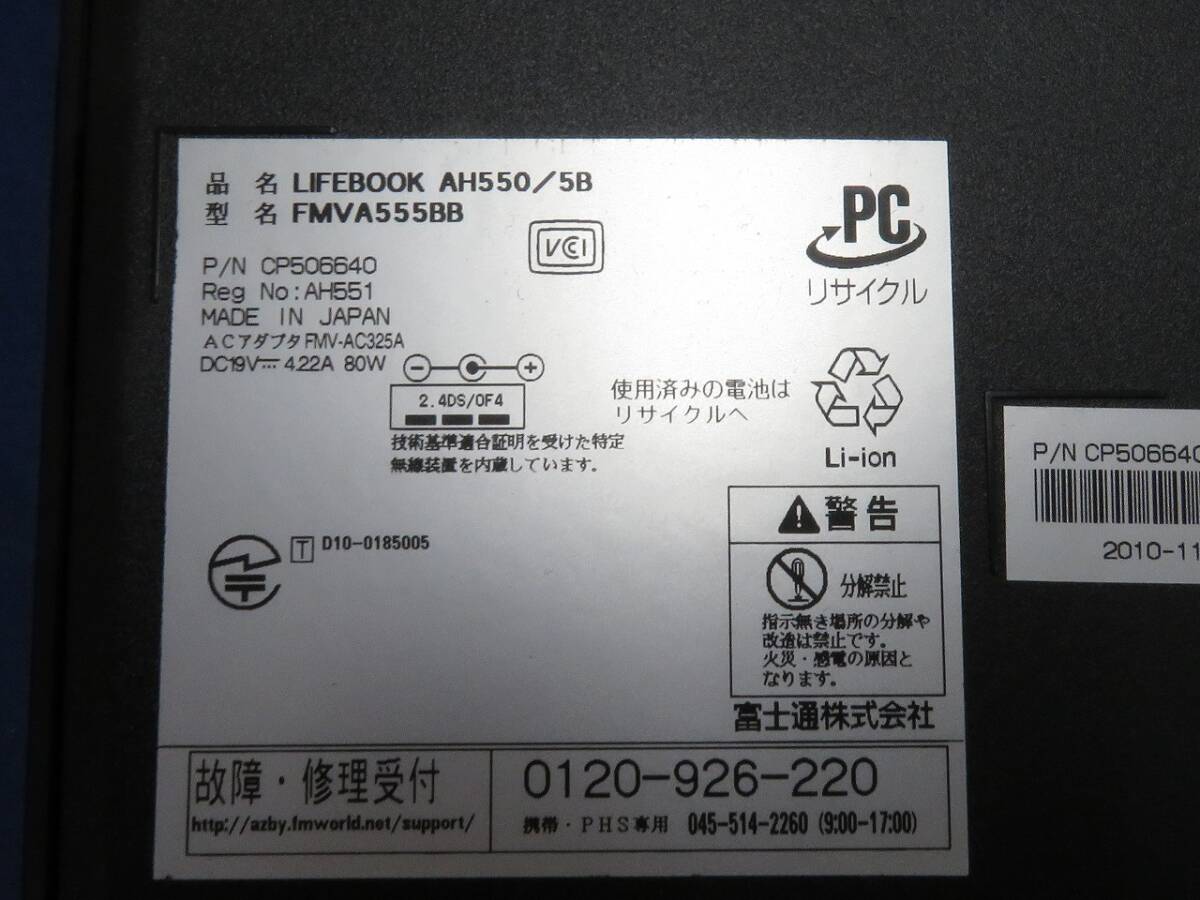 品 名 LIFEBOOK AH550/5B
型 名 FMVA555BB
VCCI
P/N CP506640
Reg No:AH551
MADE IN JAPAN
ACアダプタ FMV-AC325A
DC19V 4.22A 80W
2.4DS/OF4
技術基準適合証明を受けた特定
無線装置を内蔵しています。
T D10-0185005
PC
リサイクル
使用済みの電池は
リサイクルへ
Li-ion
警告
分解禁止
指示無き場所の分解や
改造は禁止です。
火災・感電の原因と
なります。
富士通株式会社
故障・修理受付
http://azby.fmworld.net/support/
0120-926-220
携帯・PHS専用 045-514-2260 (9:00-17:00)
P/N CP506640
2010-11